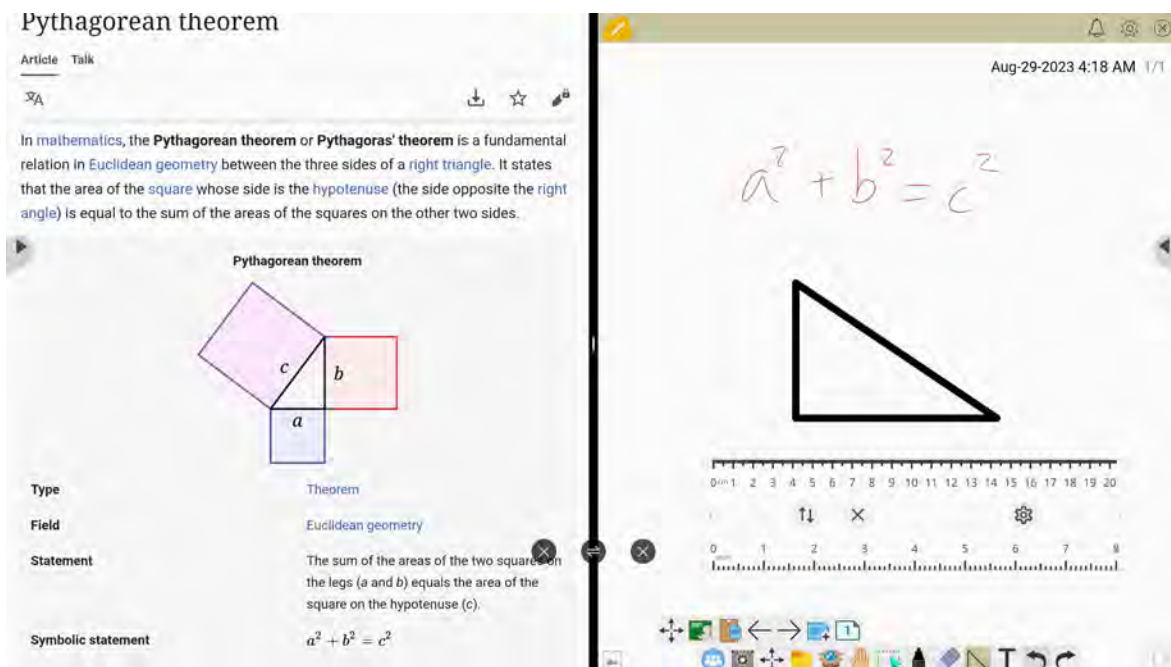 Pythagorean theorem
Article Talk
In mathematics, the Pythagorean theorem or Pythagoras' theorem is a fundamental
relation in Euclidean geometry between the three sides of a right triangle. It states
that the area of the square whose side is the hypotenuse (the side opposite the right
angle) is equal to the sum of the areas of the squares on the other two sides.
Pythagorean theorem
c
b
a
Type Theorem
Field Euclidean geometry
Statement The sum of the areas of the two squares on
the legs (a and b) equals the area of the
square on the hypotenuse (c).
Symbolic statement a² + b² = c²
Aug-29-2023 4:18 AM 1/1
a² + b² = c²
0 cm 1 2 3 4 5 6 7 8 9 10 11 12 13 14 15 16 17 18 19 20
0 1 2 3 4 5 6 7 8
1
T